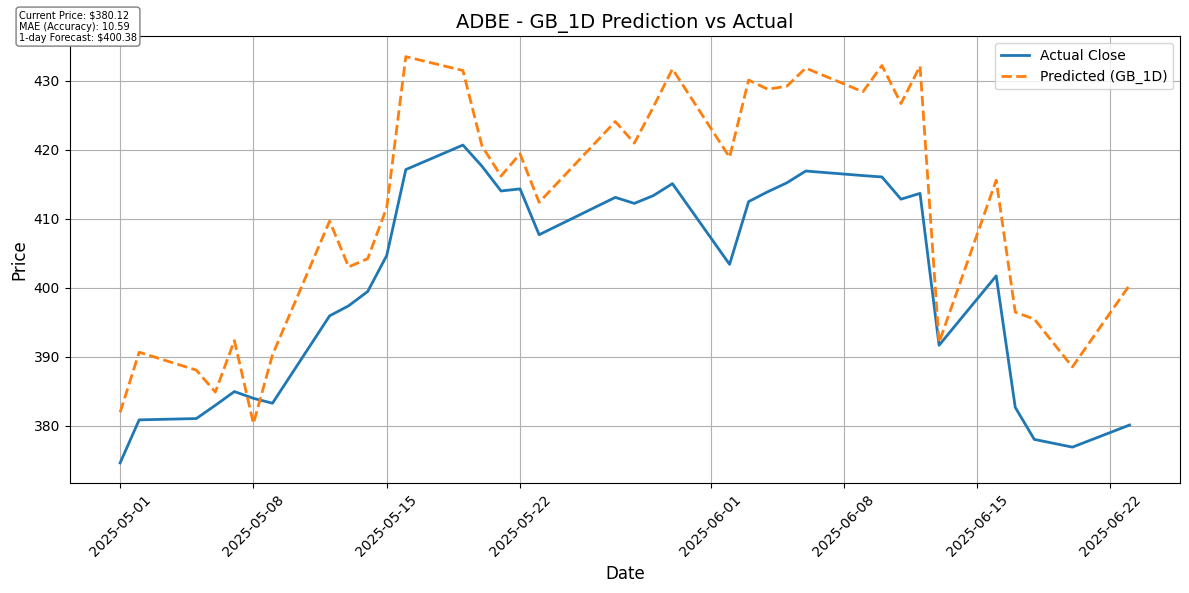 Current Price: $380.12
MAE (Accuracy): 10.59
1-day Forecast: $400.38
ADBE - GB_1D Prediction vs Actual
Actual Close
Predicted (GB_1D)
Price
430
420
410
400
390
380
2025-05-01
2025-05-08
2025-05-15
2025-05-22
2025-06-01
2025-06-08
2025-06-15
2025-06-22
Date